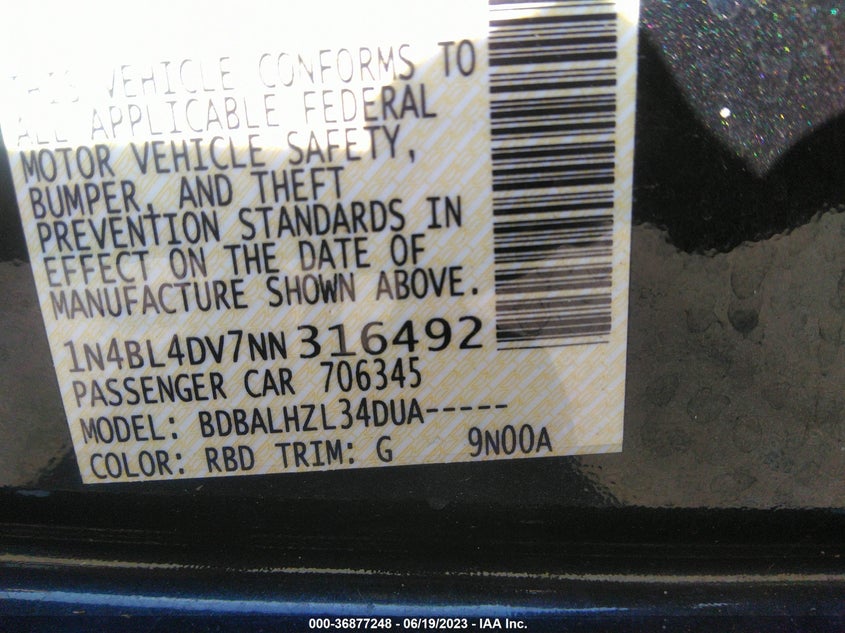 THIS VEHICLE CONFORMS TO
ALL APPLICABLE FEDERAL
MOTOR VEHICLE SAFETY,
BUMPER, AND THEFT
PREVENTION STANDARDS IN
EFFECT ON THE DATE OF
MANUFACTURE SHOWN ABOVE.
1N4BL4DV7NN316492
PASSENGER CAR 706345
MODEL: BDBALHZL34DUA-----
COLOR: RBD TRIM: G 9N00A
000-36877248 - 06/19/2023 - IAA Inc.